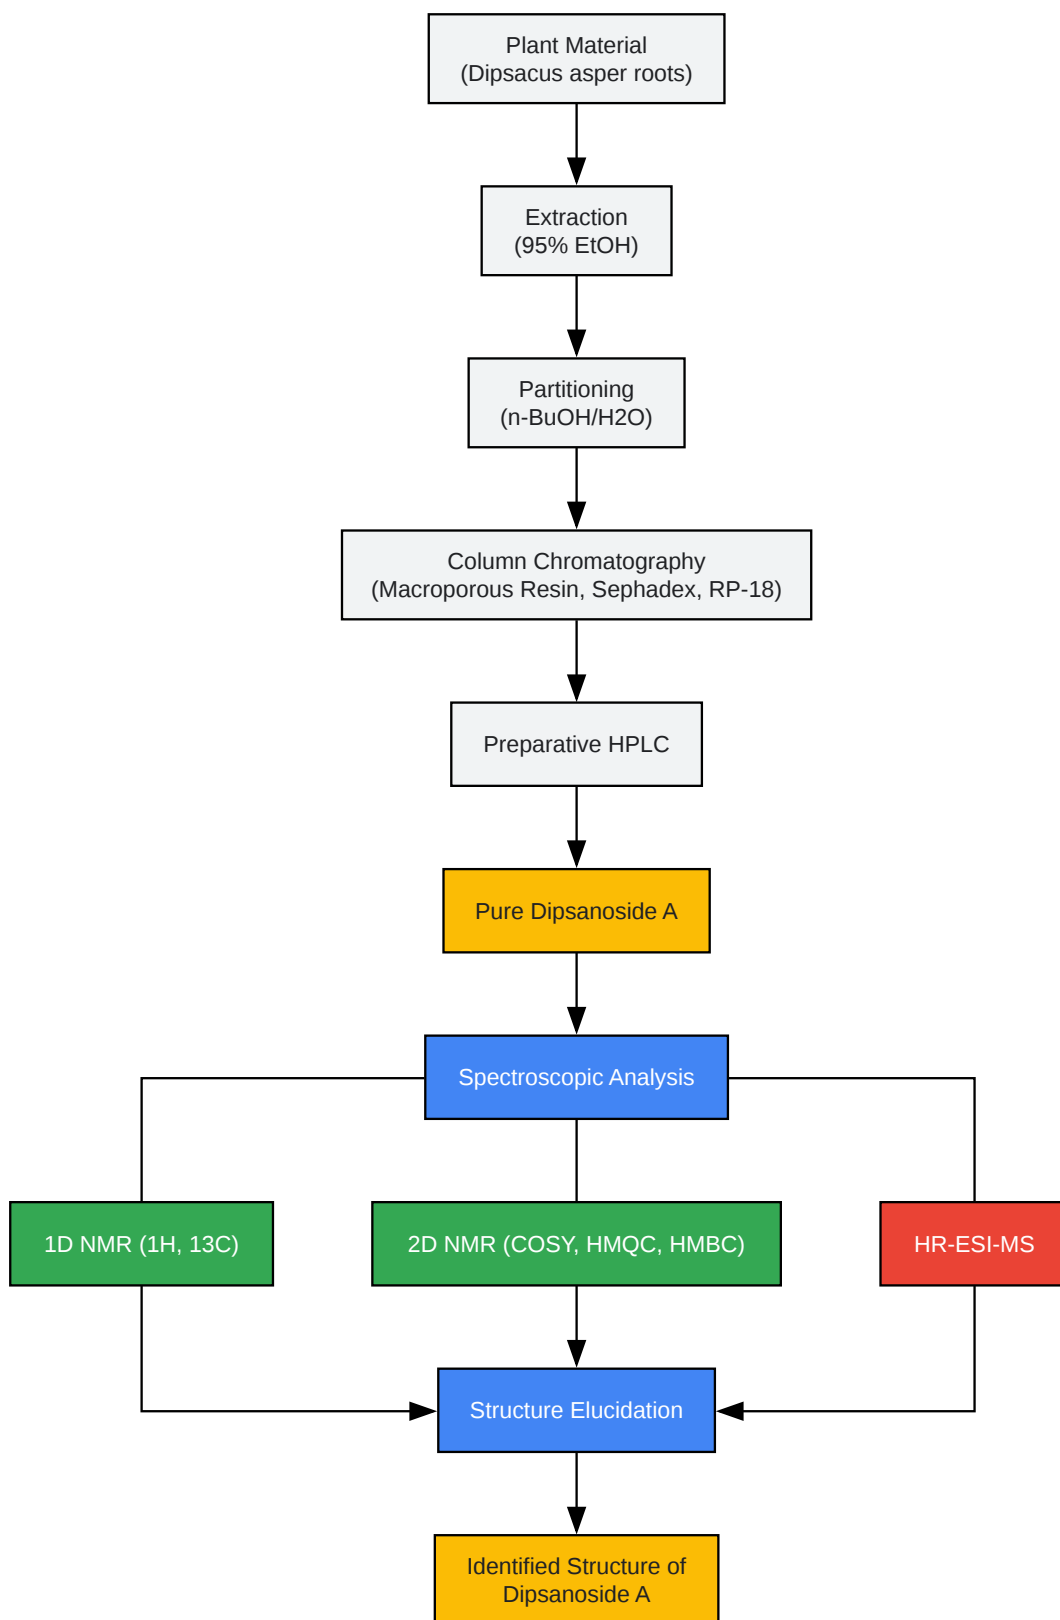 Plant Material
(Dipsacus asper roots)
Extraction
(95% EtOH)
Partitioning
(n-BuOH/H2O)
Column Chromatography
(Macroporous Resin, Sephadex, RP-18)
Preparative HPLC
Pure Dipsanoside A
Spectroscopic Analysis
1D NMR (1H, 13C)
2D NMR (COSY, HMQC, HMBC)
HR-ESI-MS
Structure Elucidation
Identified Structure of
Dipsanoside A